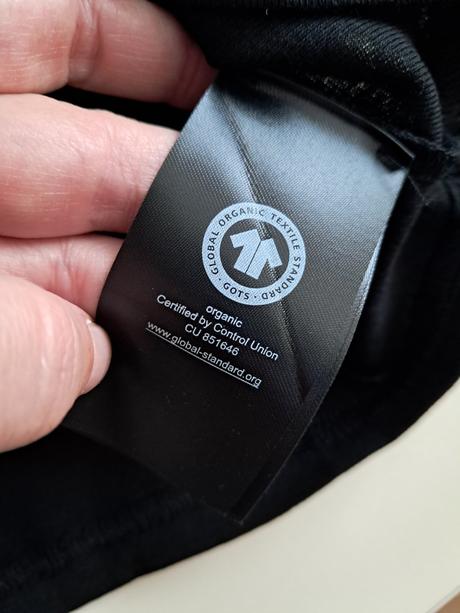 GLOBAL ORGANIC TEXTILE STANDARD · GOTS ·
organic
Certified by Control Union
CU 851646
www.global-standard.org